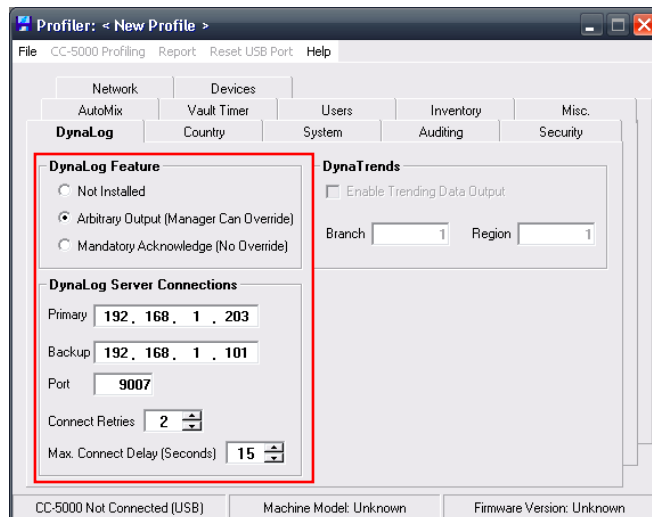 Profiler: < New Profile >
File CC-5000 Profiling Report Reset USB Port Help
Network Devices
AutoMix Vault Timer Users Inventory Misc.
DynaLog Country System Auditing Security
DynaLog Feature
Not Installed
Arbitrary Output (Manager Can Override)
Mandatory Acknowledge (No Override)
DynaTrends
Enable Trending Data Output
Branch 1 Region 1
DynaLog Server Connections
Primary 192 . 168 . 1 . 203
Backup 192 . 168 . 1 . 101
Port 9007
Connect Retries 2
Max. Connect Delay (Seconds) 15
CC-5000 Not Connected (USB) Machine Model: Unknown Firmware Version: Unknown